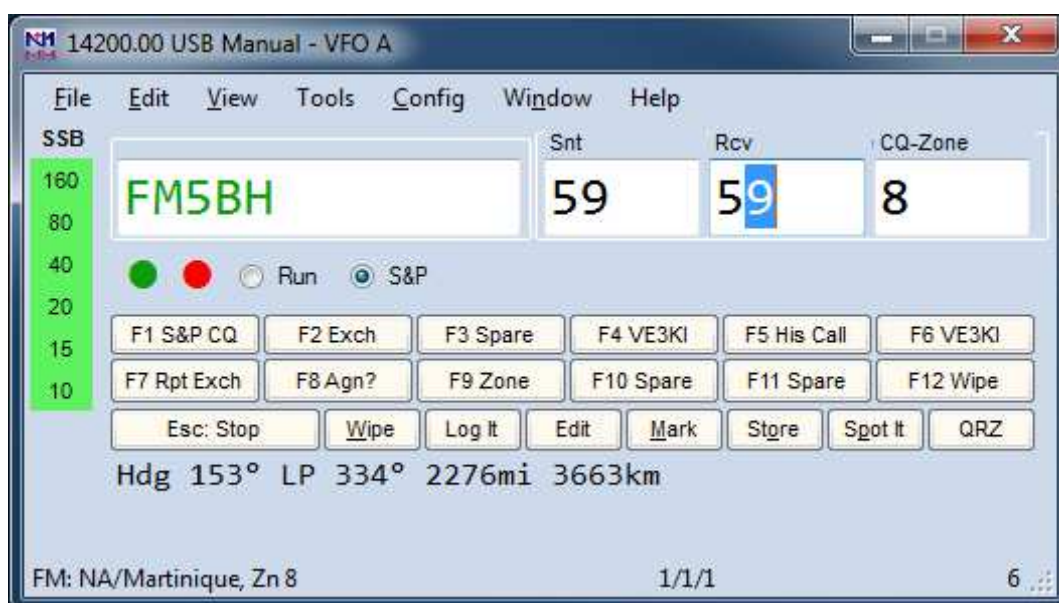 14200.00 USB Manual - VFO A
File Edit View Tools Config Window Help
SSB
Snt Rcv CQ-Zone
160
80
40
20
15
10
FM5BH 59 59 8
Run S&P
F1 S&P CQ F2 Exch F3 Spare F4 VE3KI F5 His Call F6 VE3KI
F7 Rpt Exch F8 Agn? F9 Zone F10 Spare F11 Spare F12 Wipe
Esc: Stop Wipe Log It Edit Mark Store Spot It QRZ
Hdg 153° LP 334° 2276mi 3663km
FM: NA/Martinique, Zn 8 1/1/1 6